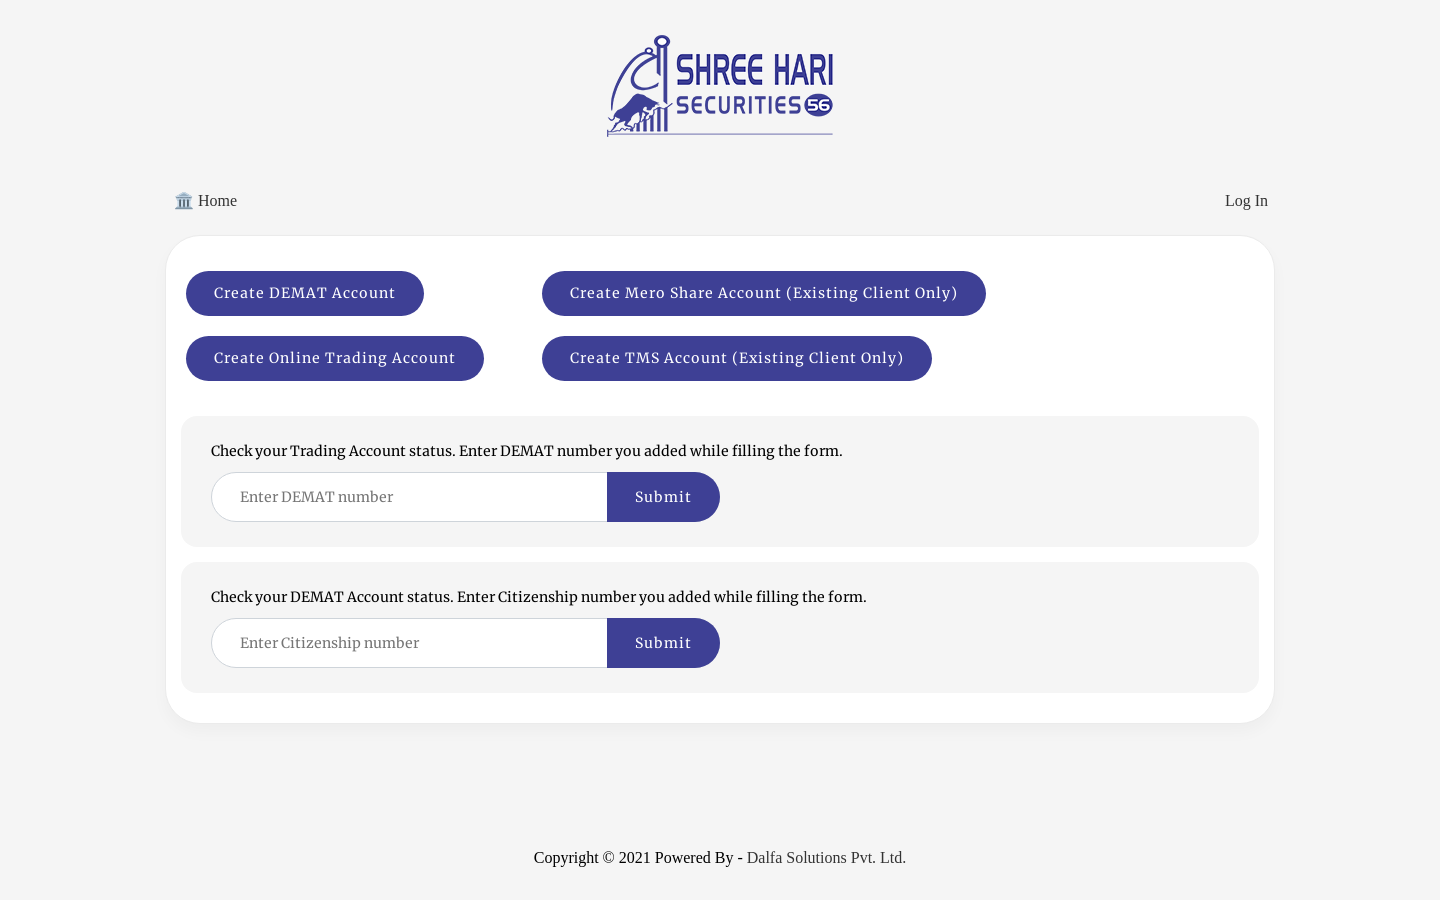 SHREE HARI
SECURITIES 56
Home
Log In
Create DEMAT Account
Create Mero Share Account (Existing Client Only)
Create Online Trading Account
Create TMS Account (Existing Client Only)
Check your Trading Account status. Enter DEMAT number you added while filling the form.
Enter DEMAT number
Submit
Check your DEMAT Account status. Enter Citizenship number you added while filling the form.
Enter Citizenship number
Submit
Copyright © 2021 Powered By - Dalfa Solutions Pvt. Ltd.